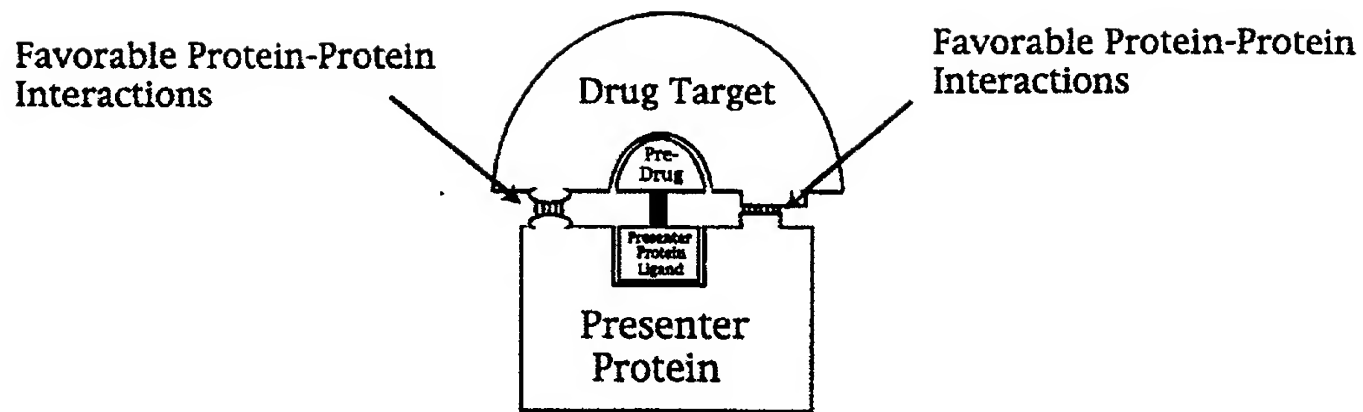 Favorable Protein-Protein
Interactions
Favorable Protein-Protein
Interactions
Drug Target
Pre-
Drug
Presenter
Protein
Ligand
Presenter
Protein